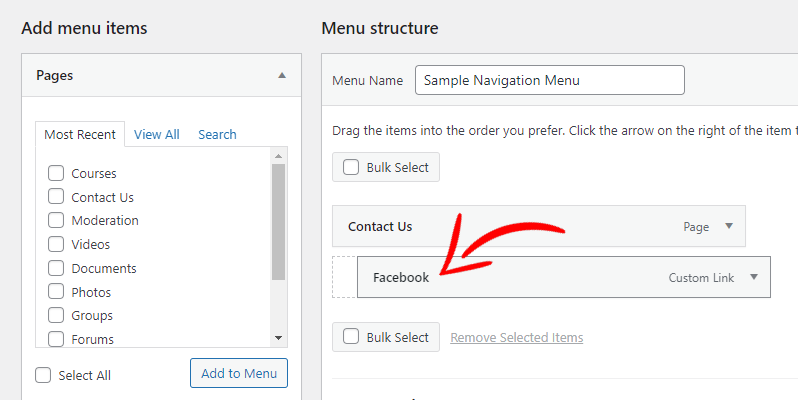 Add menu items
Pages
Most Recent View All Search
Courses
Contact Us
Moderation
Videos
Documents
Photos
Groups
Forums
Select All Add to Menu
Menu structure
Menu Name Sample Navigation Menu
Drag the items into the order you prefer. Click the arrow on the right of the item
Bulk Select
Contact Us Page
Facebook Custom Link
Bulk Select Remove Selected Items